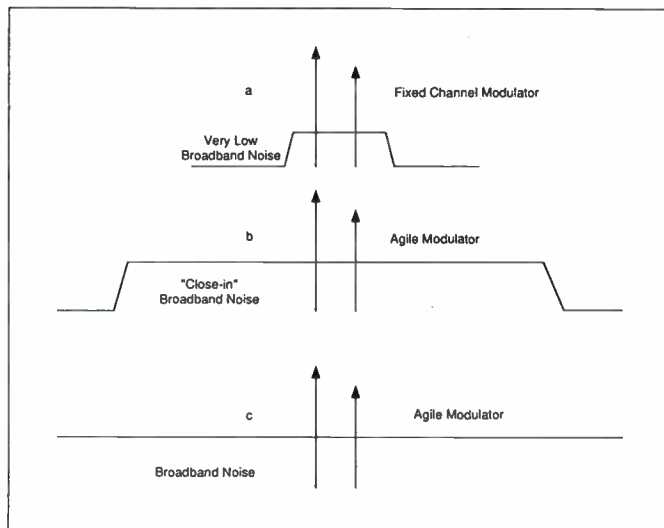 a
Fixed Channel Modulator
Very Low
Broadband Noise
b
Agile Modulator
"Close-in"
Broadband Noise
c
Agile Modulator
Broadband Noise